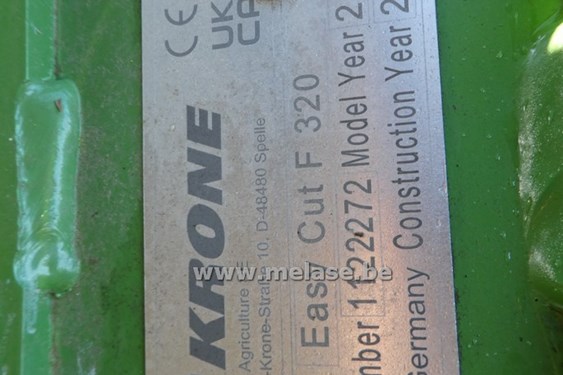 CE UK CA
KRONE
Agriculture
-Krone-Straße 10, D-48480 Spelle
Easy Cut F 320
mber 1122272 Model Year 2
Germany Construction Year 2
www.melase.be